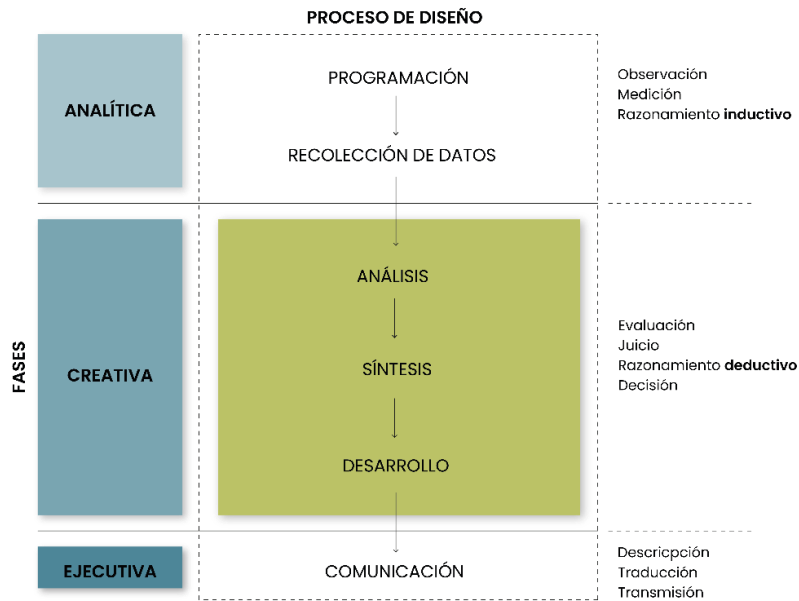 PROCESO DE DISEÑO
ANALÍTICA
PROGRAMACIÓN
RECOLECCIÓN DE DATOS
Observación
Medición
Razonamiento inductivo
FASES
CREATIVA
ANÁLISIS
SÍNTESIS
DESARROLLO
Evaluación
Juicio
Razonamiento deductivo
Decisión
EJECUTIVA
COMUNICACIÓN
Descricpción
Traducción
Transmisión